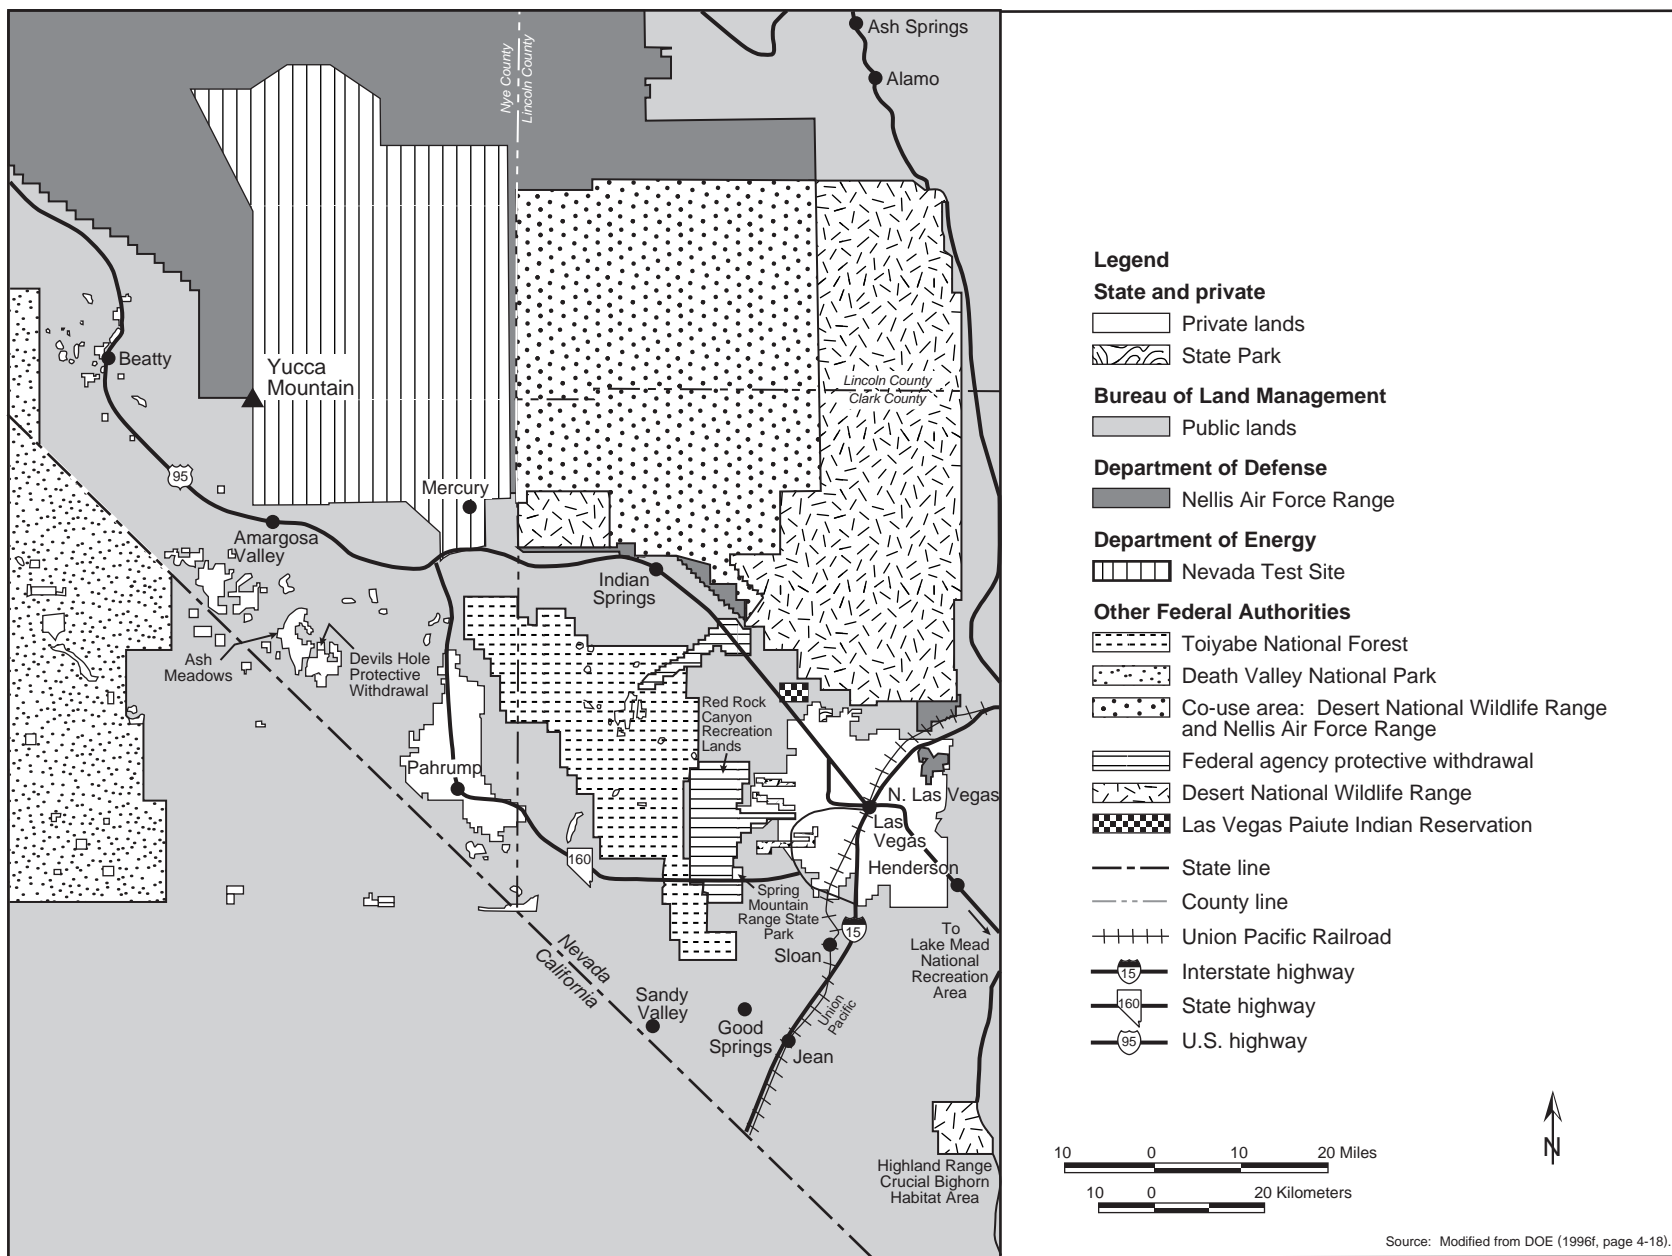 Ash Springs
Alamo
Nye County
Lincoln County
Beatty
Yucca
Mountain
Lincoln County
Clark County
95
Mercury
Amargosa
Valley
Indian
Springs
Ash
Meadows
Devils Hole
Protective
Withdrawal
Red Rock
Canyon
Recreation
Lands
Pahrump
N. Las Vegas
Las
Vegas
Henderson
160
Spring
Mountain
Range State
Park
15
To
Lake Mead
National
Recreation
Area
Sloan
Nevada
California
Sandy
Valley
Good
Springs
Union
Pacific
Jean
Highland Range
Crucial Bighorn
Habitat Area
Legend
State and private
Private lands
State Park
Bureau of Land Management
Public lands
Department of Defense
Nellis Air Force Range
Department of Energy
Nevada Test Site
Other Federal Authorities
Toiyabe National Forest
Death Valley National Park
Co-use area: Desert National Wildlife Range
and Nellis Air Force Range
Federal agency protective withdrawal
Desert National Wildlife Range
Las Vegas Paiute Indian Reservation
State line
County line
Union Pacific Railroad
15 Interstate highway
160 State highway
95 U.S. highway
N
10 0 10 20 Miles
10 0 20 Kilometers
Source: Modified from DOE (1996f, page 4-18).